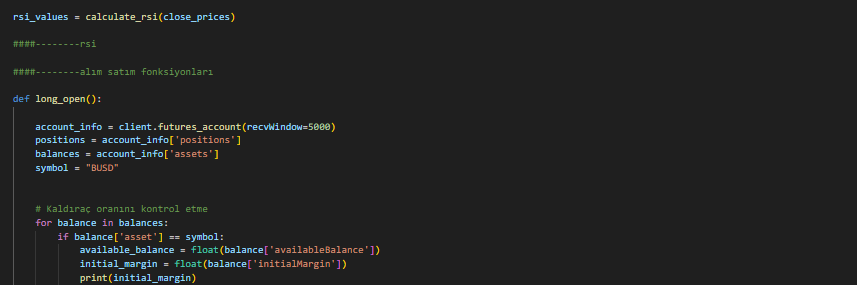 rsi_values = calculate_rsi(close_prices)
####--------rsi
####--------alım satım fonksiyonları
def long_open():
account_info = client.futures_account(recvWindow=5000)
positions = account_info['positions']
balances = account_info['assets']
symbol = "BUSD"
# Kaldıraç oranını kontrol etme
for balance in balances:
if balance['asset'] == symbol:
available_balance = float(balance['availableBalance'])
initial_margin = float(balance['initialMargin'])
print(initial_margin)